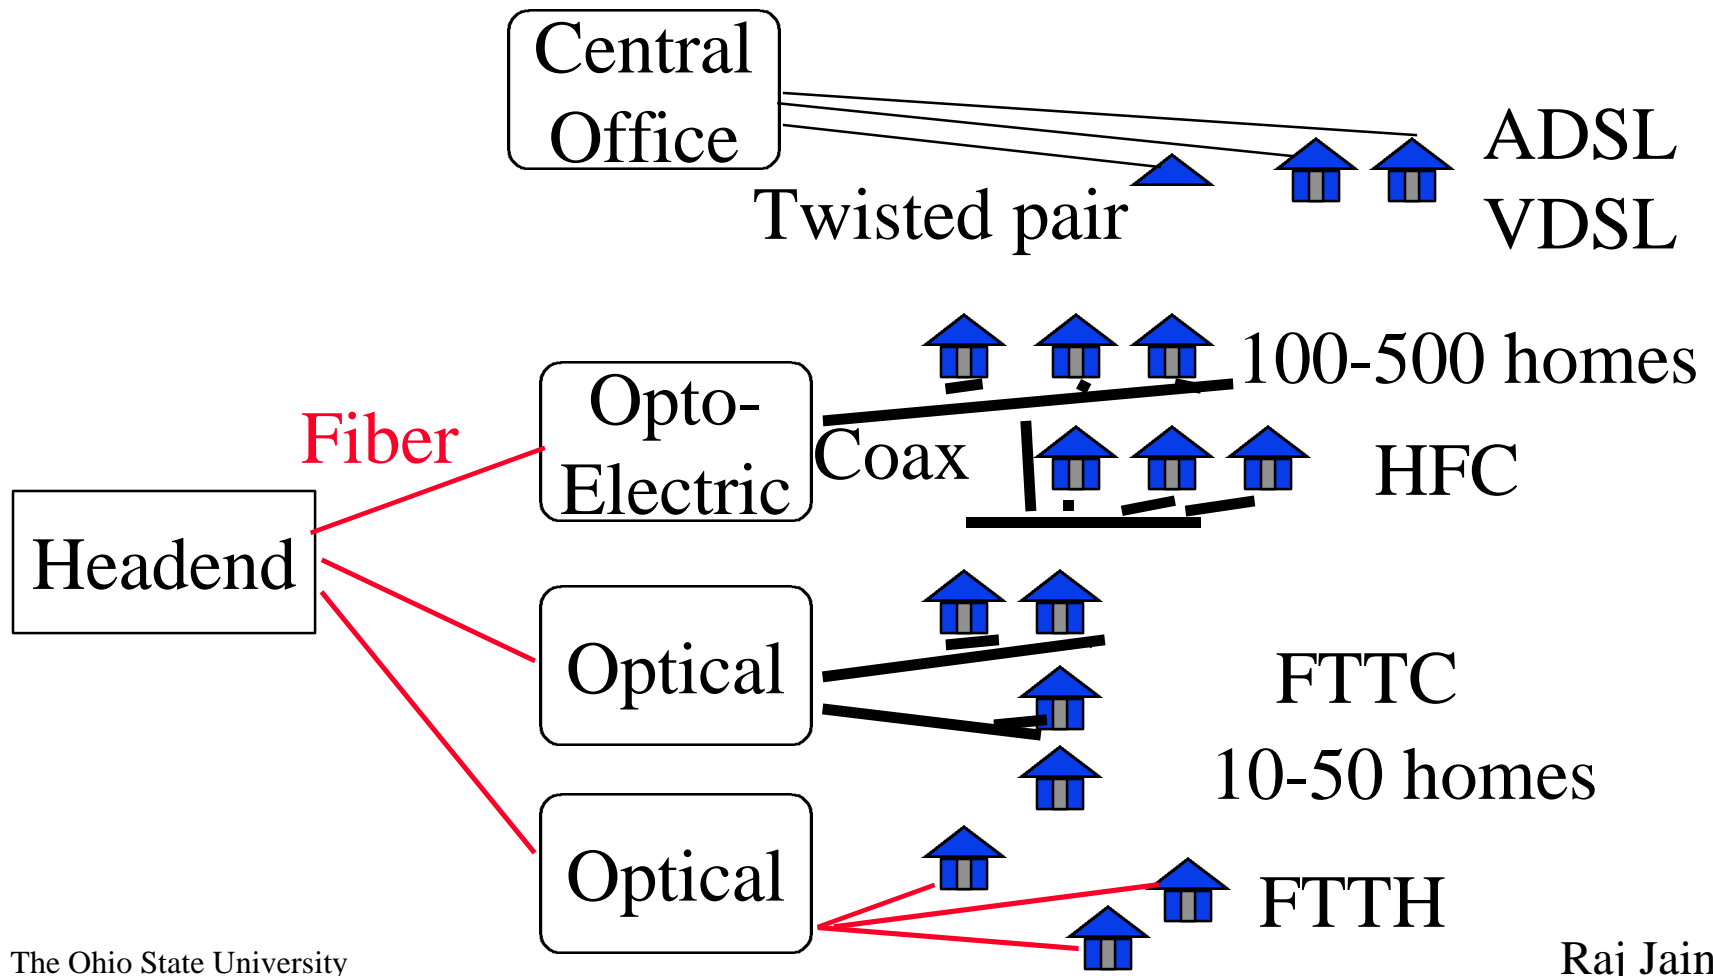 Central
Office
ADSL
Twisted pair
VDSL
100-500 homes
Opto-
Electric
Fiber
Coax
HFC
Headend
Optical
FTTC
10-50 homes
Optical
FTTH
The Ohio State University
Raj Jain